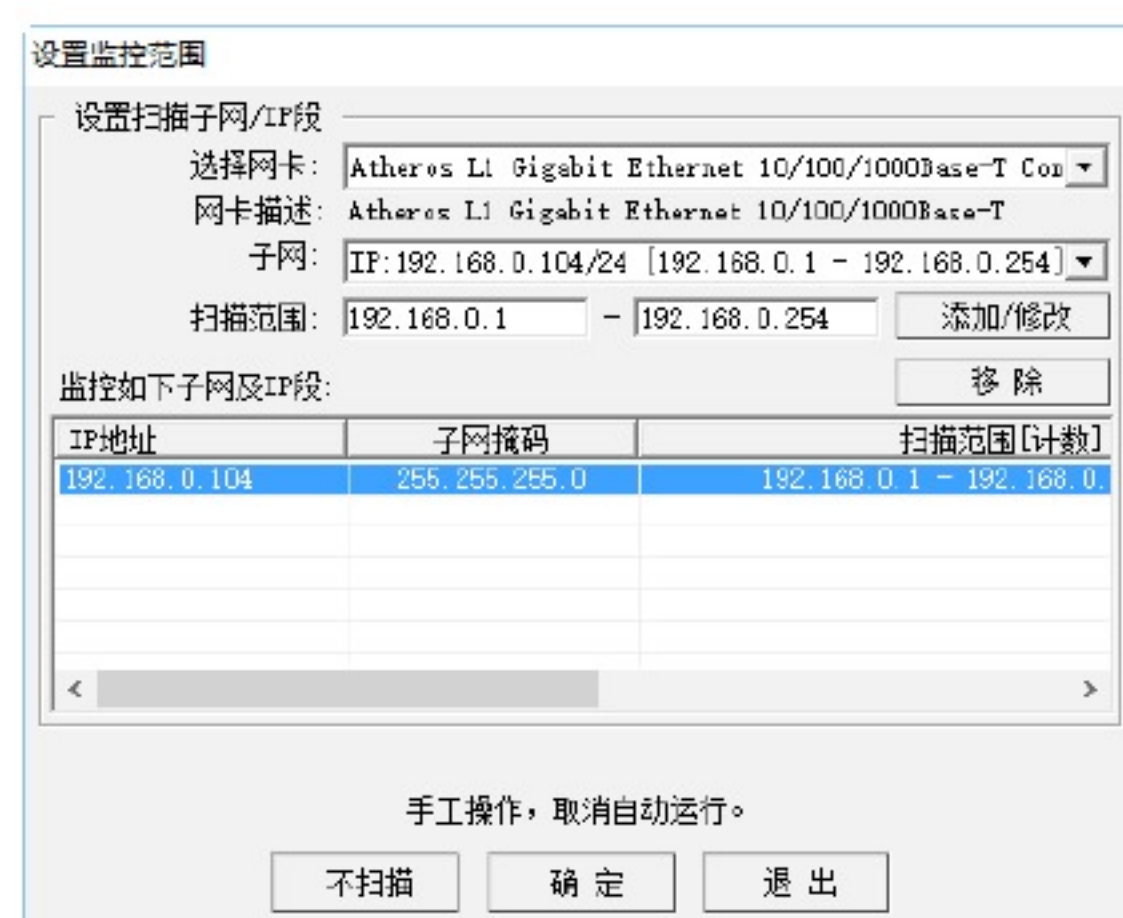 设置监控范围
设置扫描子网/IP段
选择网卡: Atheros L1 Gigabit Ethernet 10/100/1000Base-T Con
网卡描述: Atheros L1 Gigabit Ethernet 10/100/1000Base-T
子网: IP:192.168.0.104/24 [192.168.0.1 - 192.168.0.254]
扫描范围: 192.168.0.1 - 192.168.0.254 添加/修改
监控如下子网及IP段: 移 除
IP地址 子网掩码 扫描范围[计数]
192.168.0.104 255.255.255.0 192.168.0.1 - 192.168.0.
手工操作，取消自动运行。
不扫描 确 定 退 出